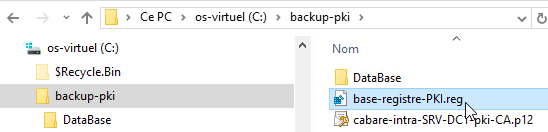 Ce PC > os-virtuel (C:) > backup-pki
os-virtuel (C:)
$Recycle.Bin
backup-pki
DataBase
Nom
DataBase
base-registre-PKI.reg
cabare-intra-SRV-DC1-pki-CA.p12